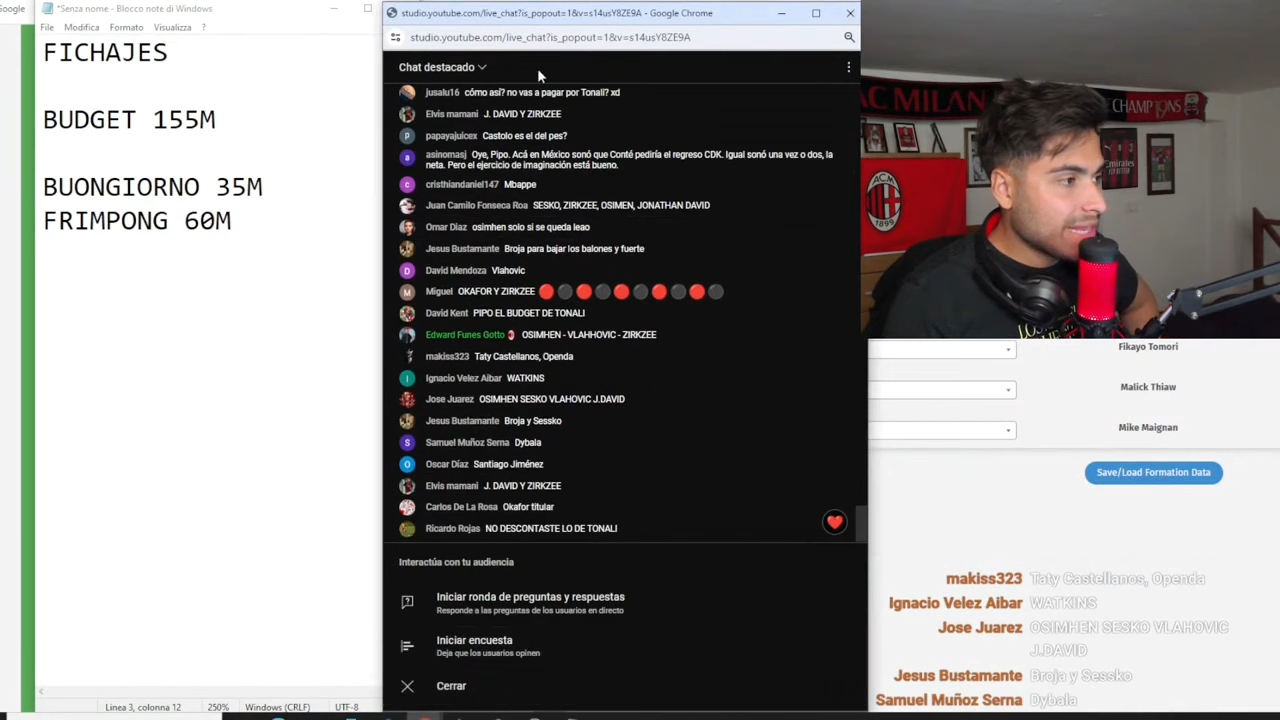 Google
*Senza nome - Blocco note di Windows
File Modifica Formato Visualizza ?
FICHAJES
BUDGET 155M
BUONGIORNO 35M
FRIMPONG 60M
Linea 3, colonna 12 250% Windows (CRLF) UTF-8
studio.youtube.com/live_chat?is_popout=1&v=s14usY8ZE9A - Google Chrome
studio.youtube.com/live_chat?is_popout=1&v=s14usY8ZE9A
Chat destacado
jusalu16 cómo así? no vas a pagar por Tonali? xd
Elvis mamani J. DAVID Y ZIRKZEE
papayajuicex Castolo es el del pes?
asinomasj Oye, Pipo. Acá en México sonó que Conté pediría el regreso CDK. Igual sonó una vez o dos, la
neta. Pero el ejercicio de imaginación está bueno.
cristhiandaniel147 Mbappe
Juan Camilo Fonseca Roa SESKO, ZIRKZEE, OSIMEN, JONATHAN DAVID
Omar Diaz osimhen solo si se queda leao
Jesus Bustamante Broja para bajar los balones y fuerte
David Mendoza Vlahovic
Miguel OKAFOR Y ZIRKZEE 🔴⚫🔴⚫🔴⚫🔴⚫🔴⚫
David Kent PIPO EL BUDGET DE TONALI
Edward Funes Gotto OSIMHEN - VLAHHOVIC - ZIRKZEE
makiss323 Taty Castellanos, Openda
Ignacio Velez Aibar WATKINS
Jose Juarez OSIMHEN SESKO VLAHOVIC J.DAVID
Jesus Bustamante Broja y Sessko
Samuel Muñoz Serna Dybala
Oscar Díaz Santiago Jiménez
Elvis mamani J. DAVID Y ZIRKZEE
Carlos De La Rosa Okafor titular
Ricardo Rojas NO DESCONTASTE LO DE TONALI
Interactúa con tu audiencia
Iniciar ronda de preguntas y respuestas
Responde a las preguntas de los usuarios en directo
Iniciar encuesta
Deja que los usuarios opinen
Cerrar
AC MILAN
CHAMP19NS
ACM
Emirates
Fikayo Tomori
Malick Thiaw
Mike Maignan
Save/Load Formation Data
makiss323 Taty Castellanos, Openda
Ignacio Velez Aibar WATKINS
Jose Juarez OSIMHEN SESKO VLAHOVIC
J.DAVID
Jesus Bustamante Broja y Sessko
Samuel Muñoz Serna Dybala